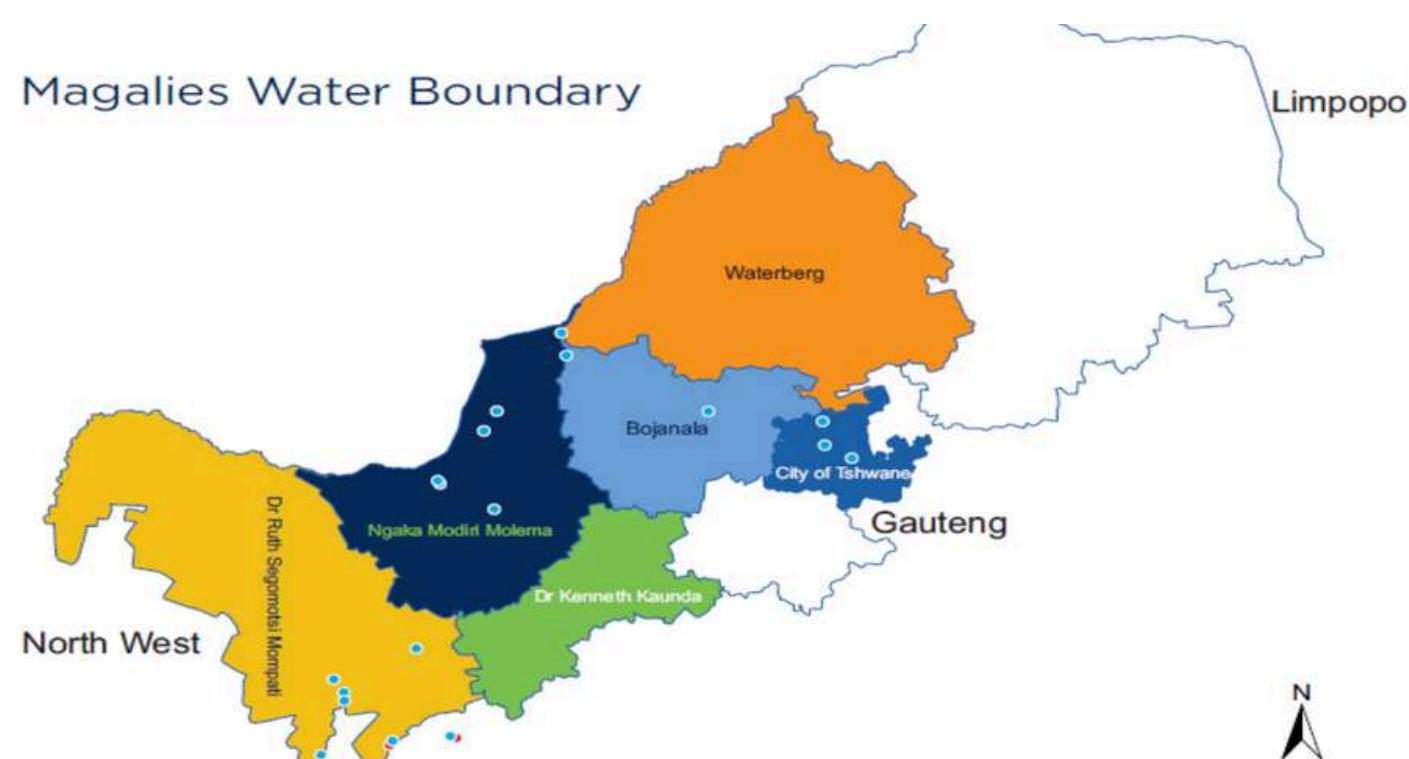 Magalies Water Boundary
Limpopo
Waterberg
Bojanala
City of Tshwane
Gauteng
Ngaka Modiri Molema
Dr Ruth Segomotsi Mompati
Dr Kenneth Kaunda
North West
N